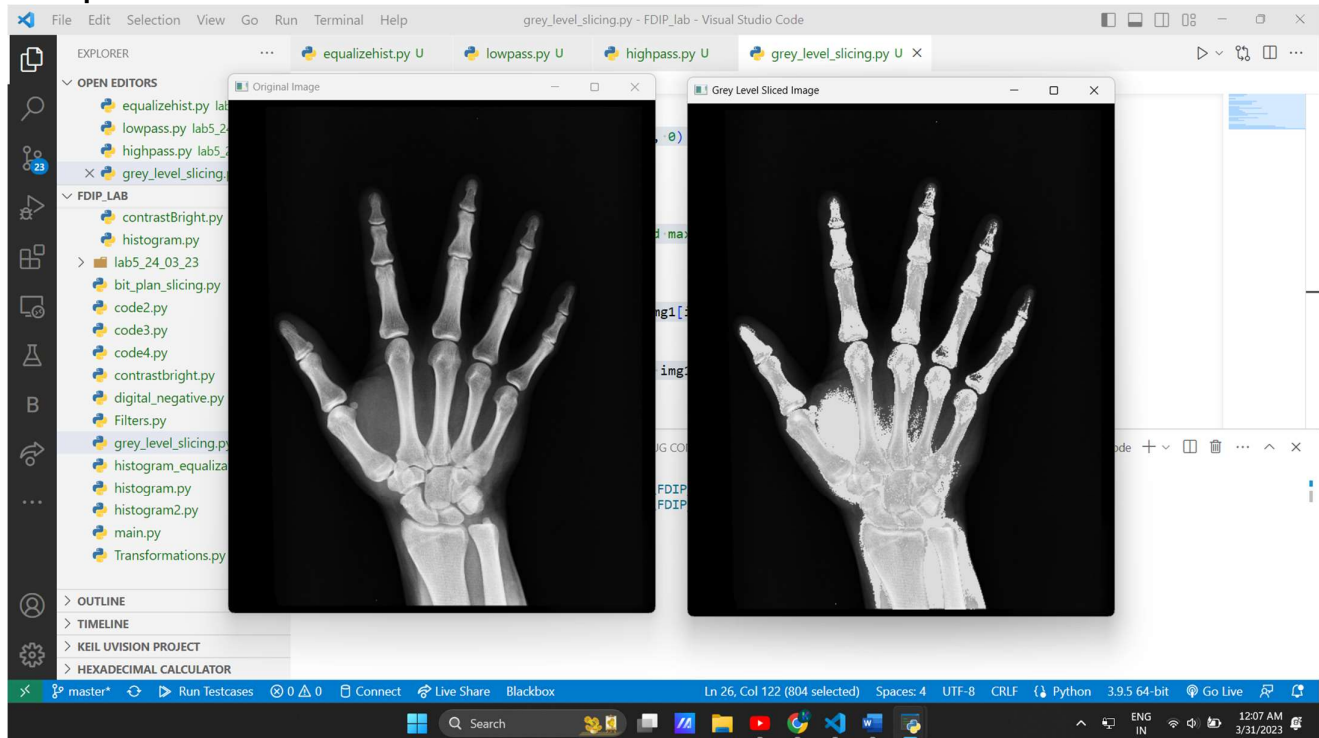 File Edit Selection View Go Run Terminal Help
grey_level_slicing.py - FDIP_lab - Visual Studio Code
EXPLORER
equalizehist.py U
lowpass.py U
highpass.py U
grey_level_slicing.py U
OPEN EDITORS
equalizehist.py
lowpass.py
highpass.py
grey_level_slicing.
FDIP_LAB
contrastBright.py
histogram.py
lab5_24_03_23
bit_plan_slicing.py
code2.py
code3.py
code4.py
contrastbright.py
digital_negative.py
Filters.py
grey_level_slicing.py
histogram_equaliza
histogram.py
histogram2.py
main.py
Transformations.py
OUTLINE
TIMELINE
KEIL UVISION PROJECT
HEXADECIMAL CALCULATOR
23
Original Image
Grey Level Sliced Image
, 0)
FDIP
FDIP
master* Run Testcases 0 0 Connect Live Share Blackbox
Ln 26, Col 122 (804 selected) Spaces: 4 UTF-8 CRLF Python 3.9.5 64-bit Go Live
Search
ENG
IN
12:07 AM
3/31/2023